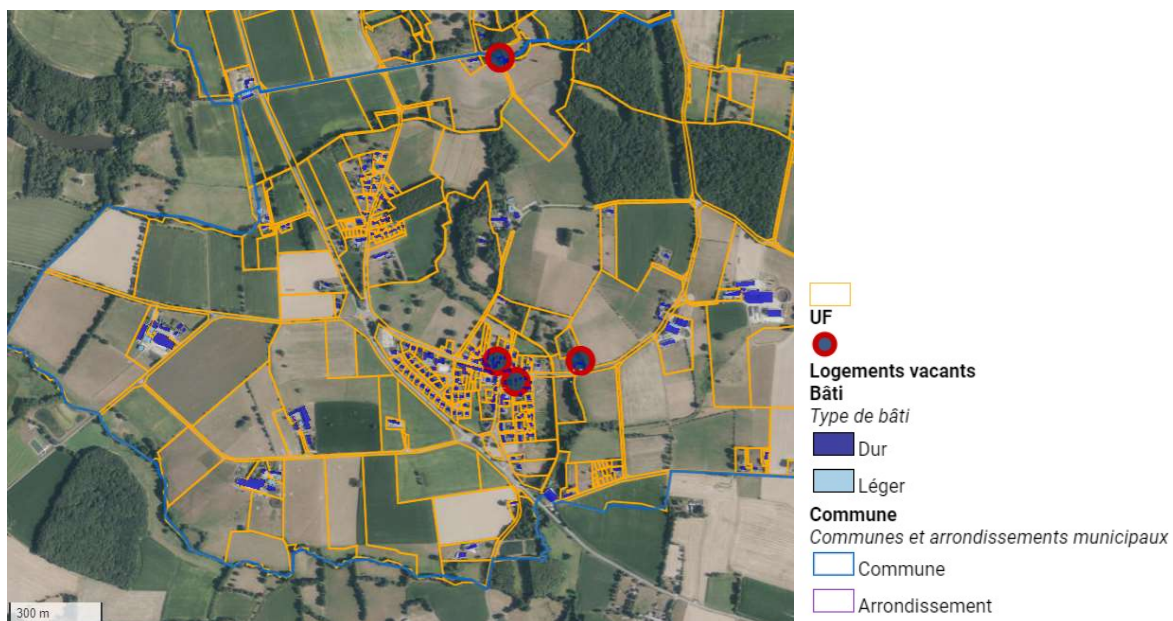 UF
Logements vacants
Bâti
Type de bâti
Dur
Léger
Commune
Communes et arrondissements municipaux
Commune
Arrondissement
300 m